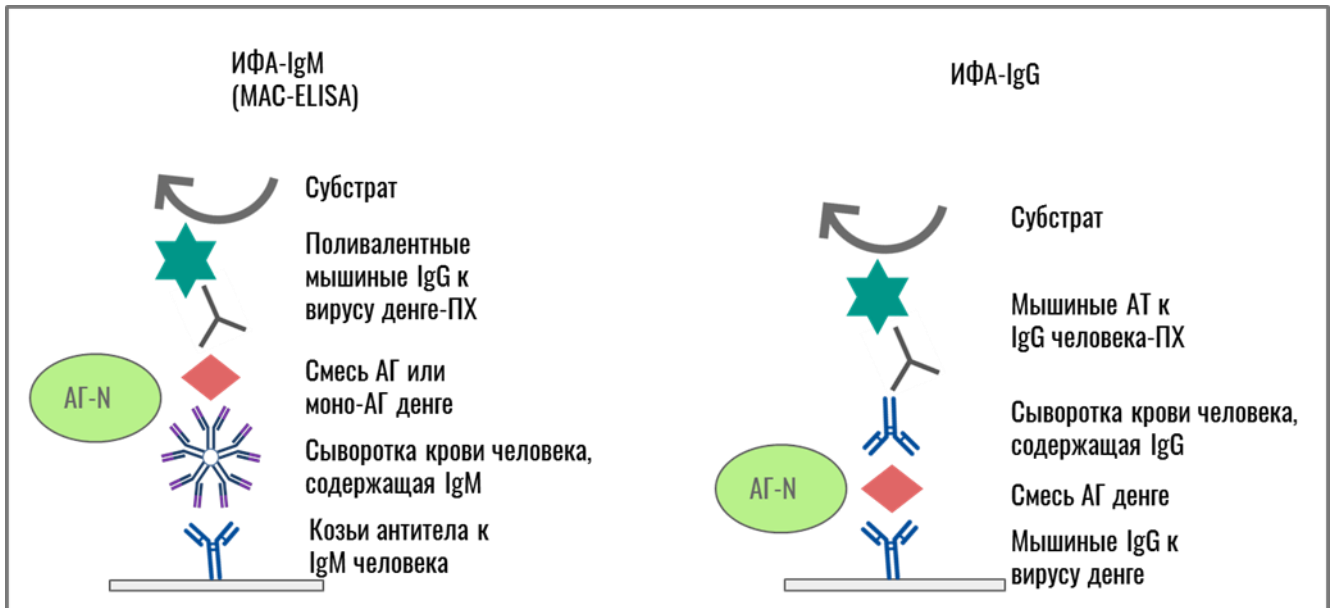 ИФА-IgM
(MAC-ELISA)
Субстрат
Поливалентные
мышиные IgG к
вирусу денге-ПХ
Смесь АГ или
моно-АГ денге
АГ-N
Сыворотка крови человека,
содержащая IgM
Козьи антитела к
IgM человека
ИФА-IgG
Субстрат
Мышиные АТ к
IgG человека-ПХ
Сыворотка крови человека,
содержащая IgG
АГ-N
Смесь АГ денге
Мышиные IgG к
вирусу денге